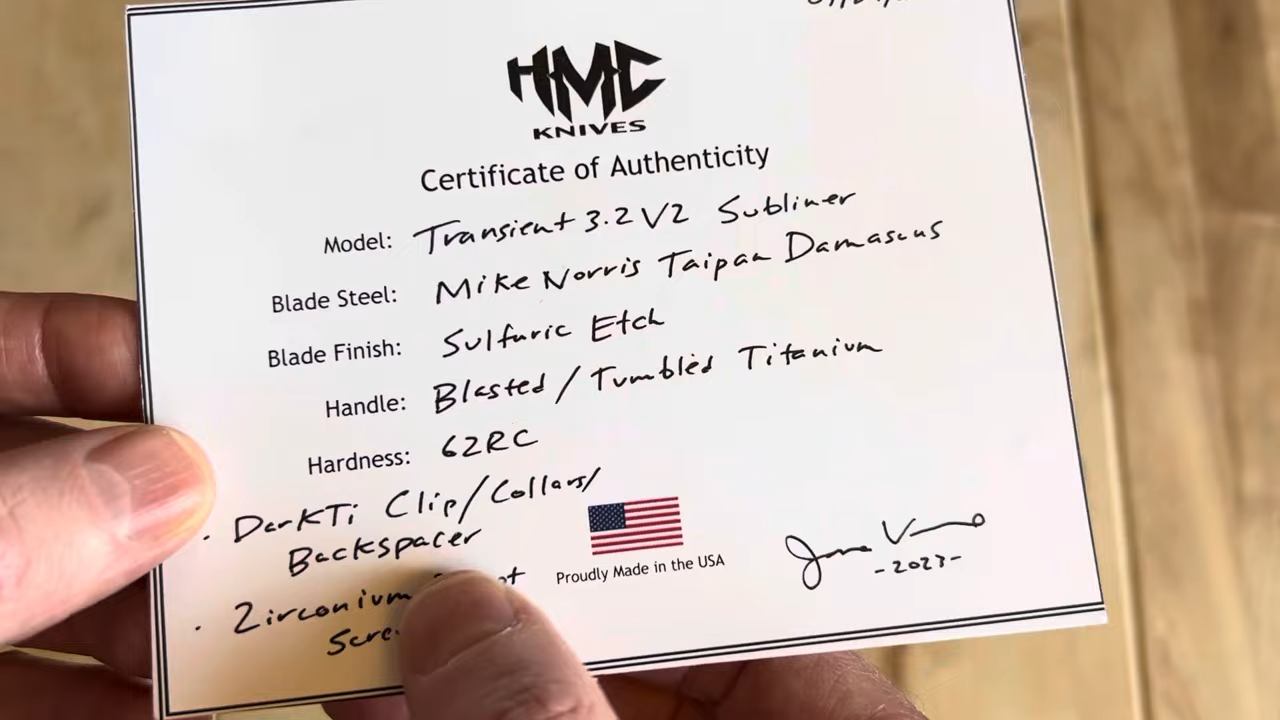 HMC
KNIVES
Certificate of Authenticity
Model: Transient 3.2 V2 Subliner
Blade Steel: Mike Norris Taipan Damascus
Blade Finish: Sulfuric Etch
Handle: Blasted / Tumbled Titanium
Hardness: 62RC
• DarkTi Clip/Collars/
Backspacer
• Zirconium
Proudly Made in the USA
-2023-